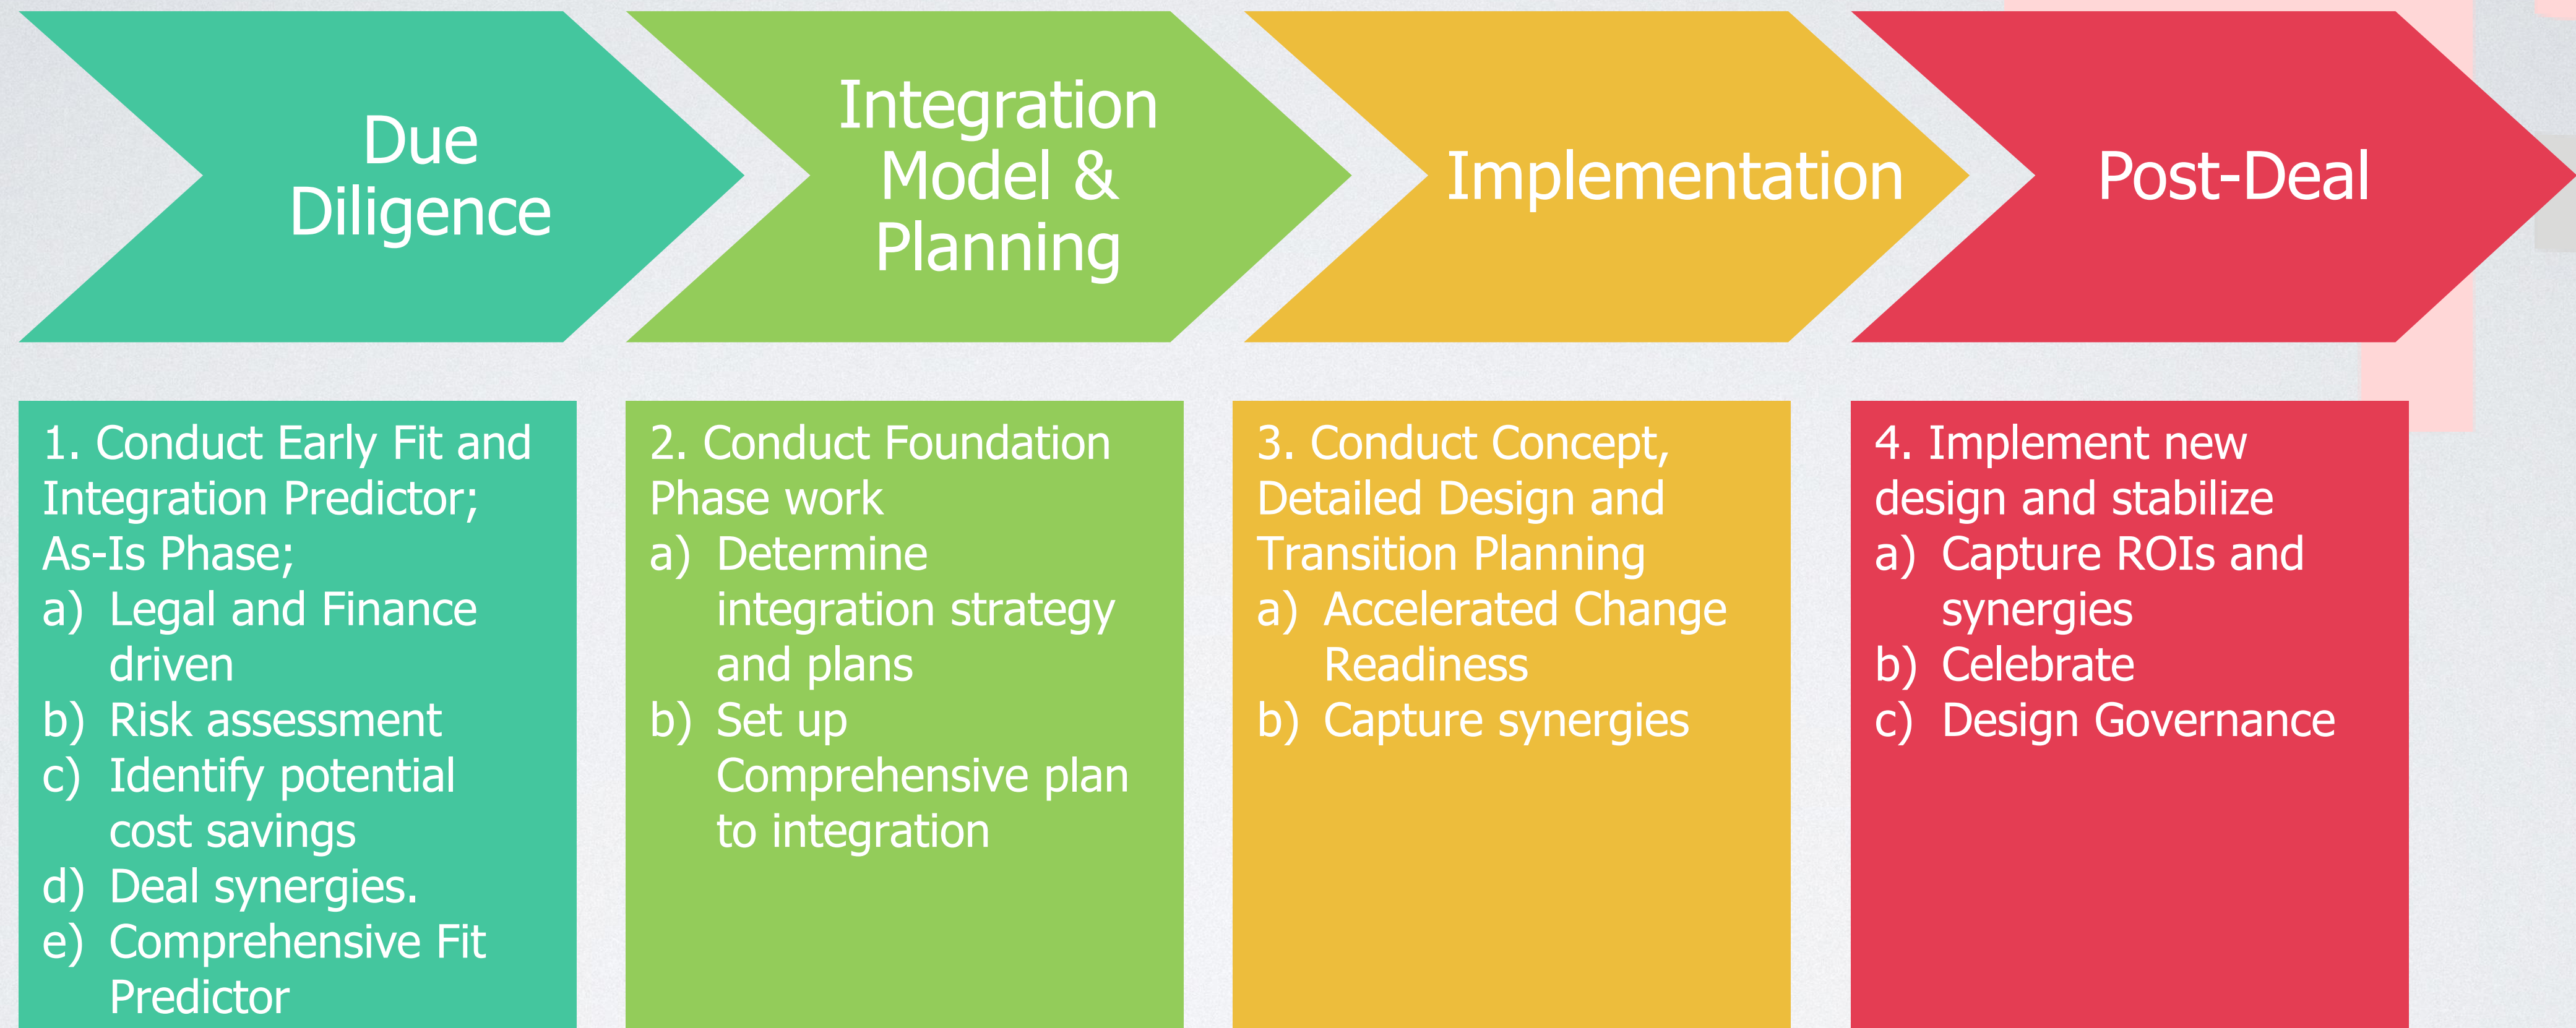 Due
Diligence
Integration
Model &
Planning
Implementation
Post-Deal
1. Conduct Early Fit and
Integration Predictor;
As-Is Phase;
a) Legal and Finance
driven
b) Risk assessment
c) Identify potential
cost savings
d) Deal synergies.
e) Comprehensive Fit
Predictor
2. Conduct Foundation
Phase work
a) Determine
integration strategy
and plans
b) Set up
Comprehensive plan
to integration
3. Conduct Concept,
Detailed Design and
Transition Planning
a) Accelerated Change
Readiness
b) Capture synergies
4. Implement new
design and stabilize
a) Capture ROIs and
synergies
b) Celebrate
c) Design Governance